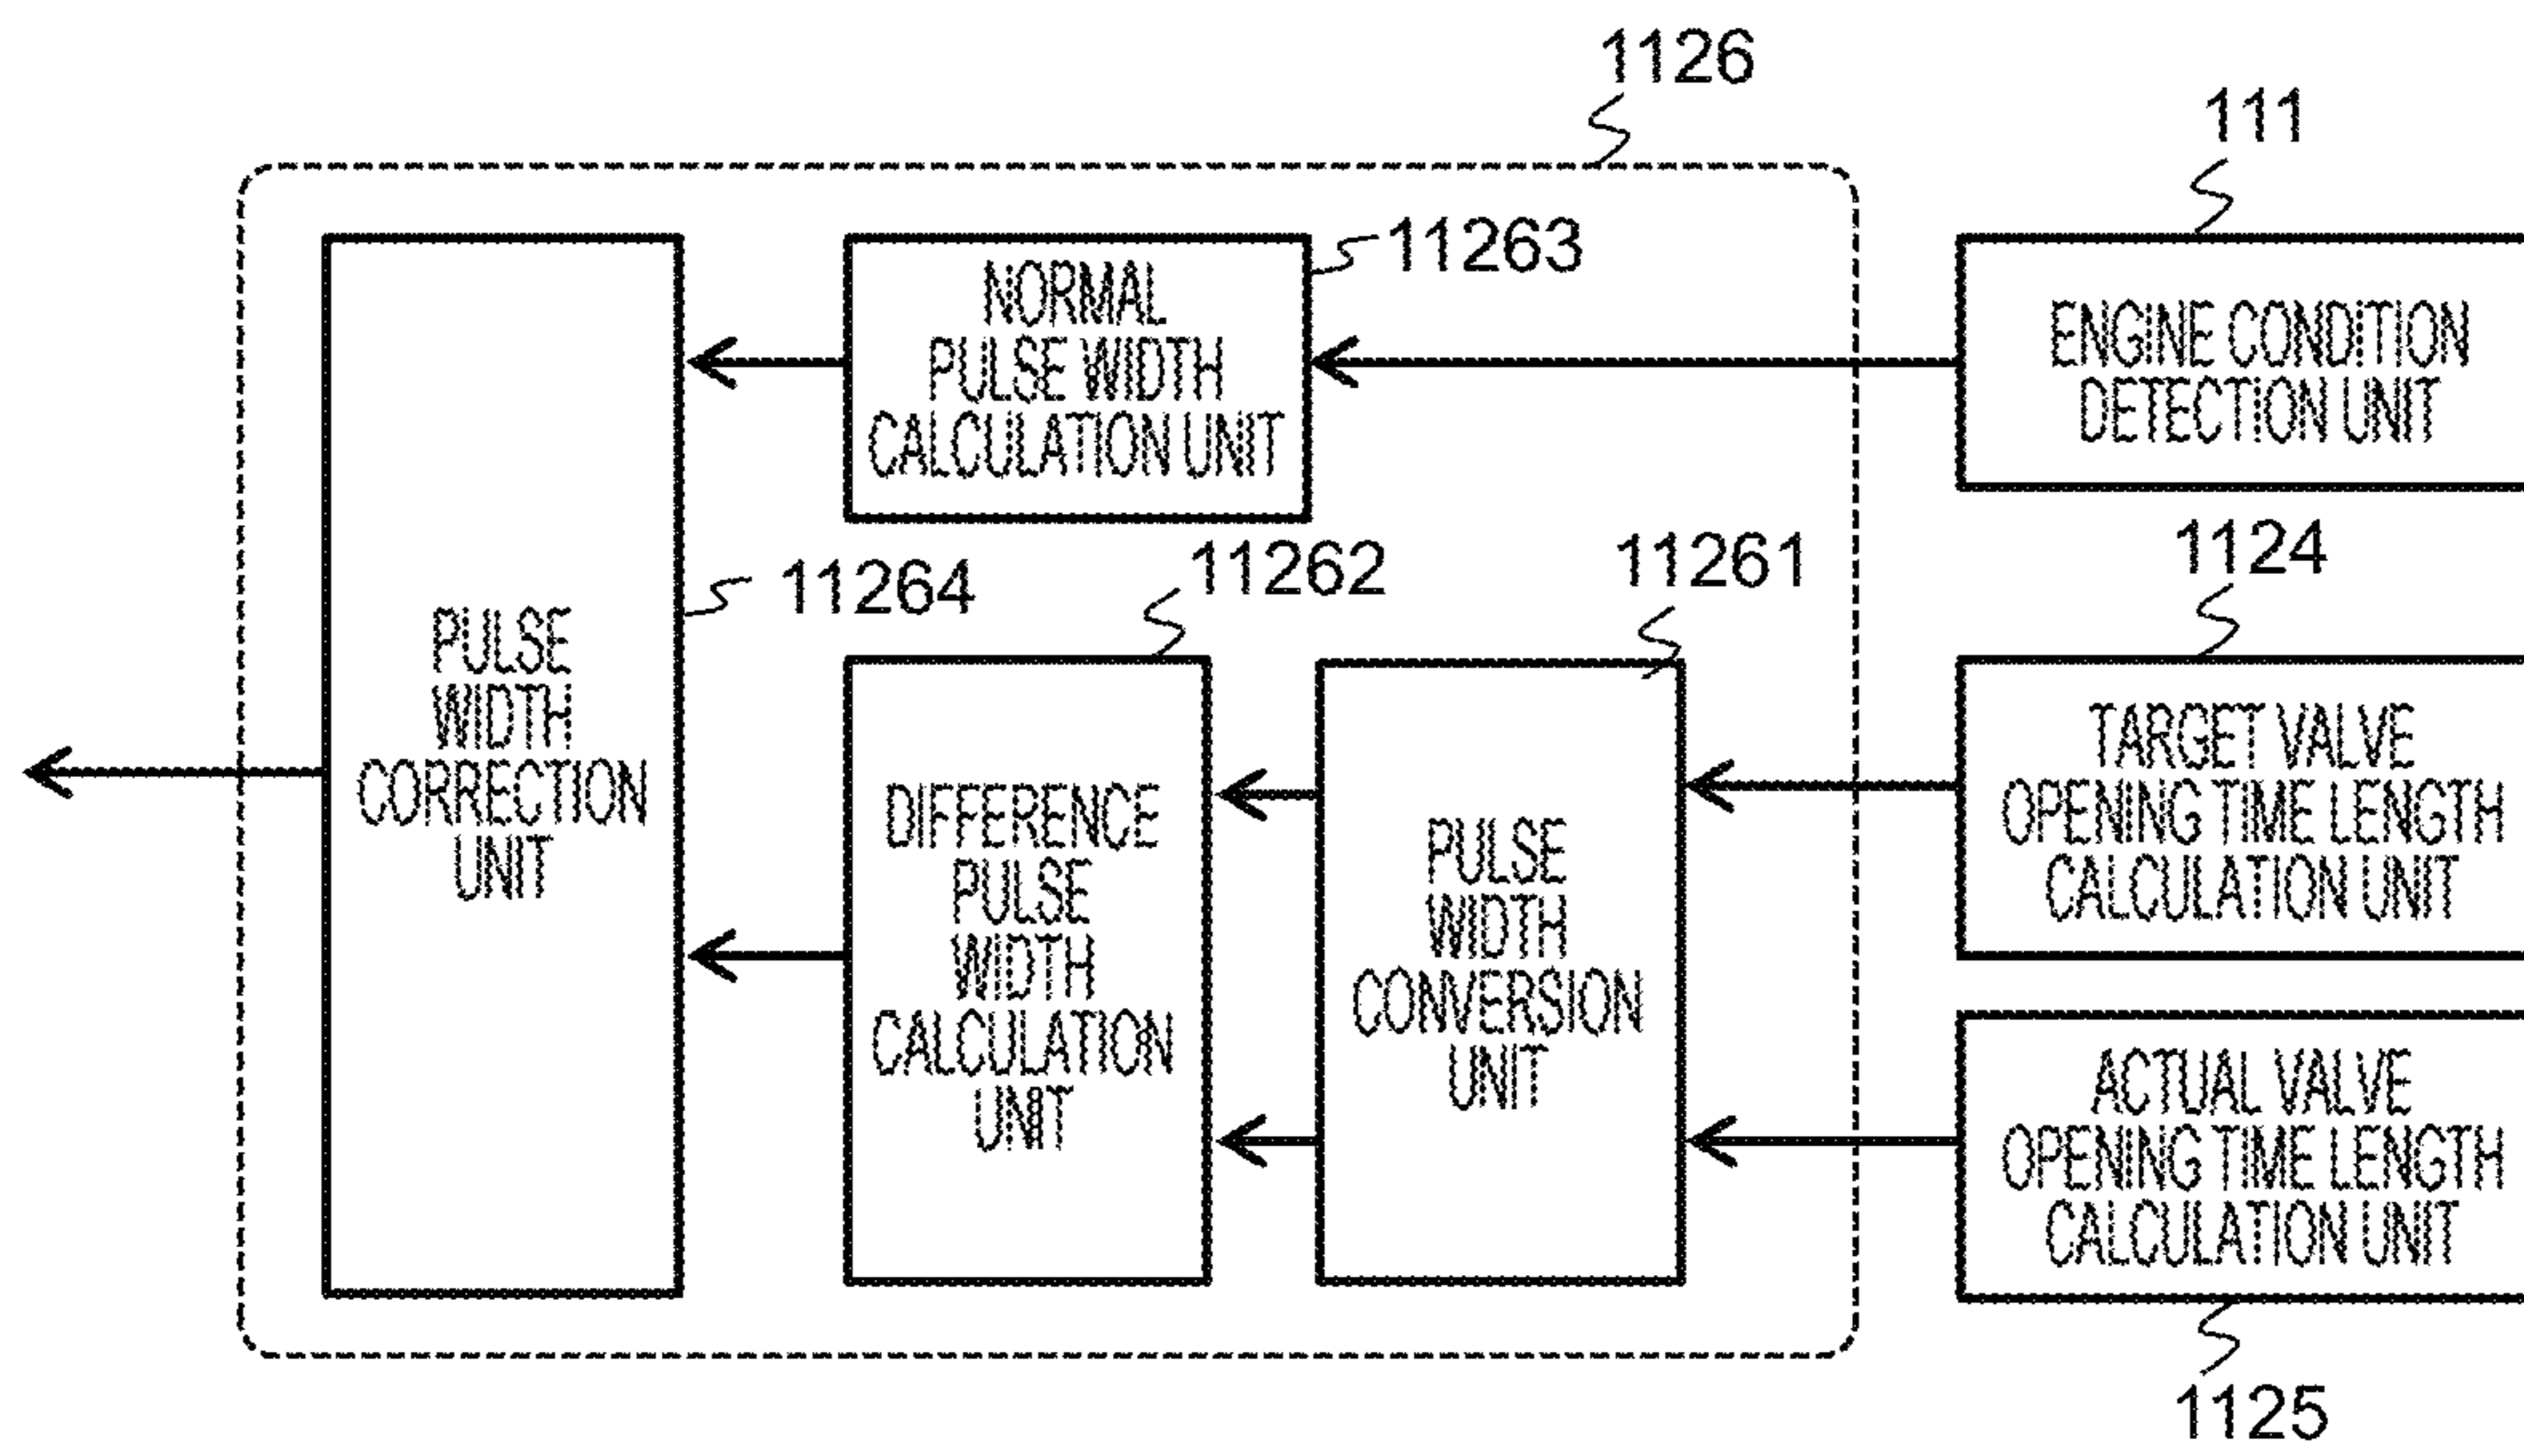 1126
111
11263
NORMAL
PULSE WIDTH
CALCULATION UNIT
ENGINE CONDITION
DETECTION UNIT
11264
11262
11261
1124
PULSE
WIDTH
CORRECTION
UNIT
DIFFERENCE
PULSE
WIDTH
CALCULATION
UNIT
PULSE
WIDTH
CONVERSION
UNIT
TARGET VALVE
OPENING TIME LENGTH
CALCULATION UNIT
ACTUAL VALVE
OPENING TIME LENGTH
CALCULATION UNIT
1125